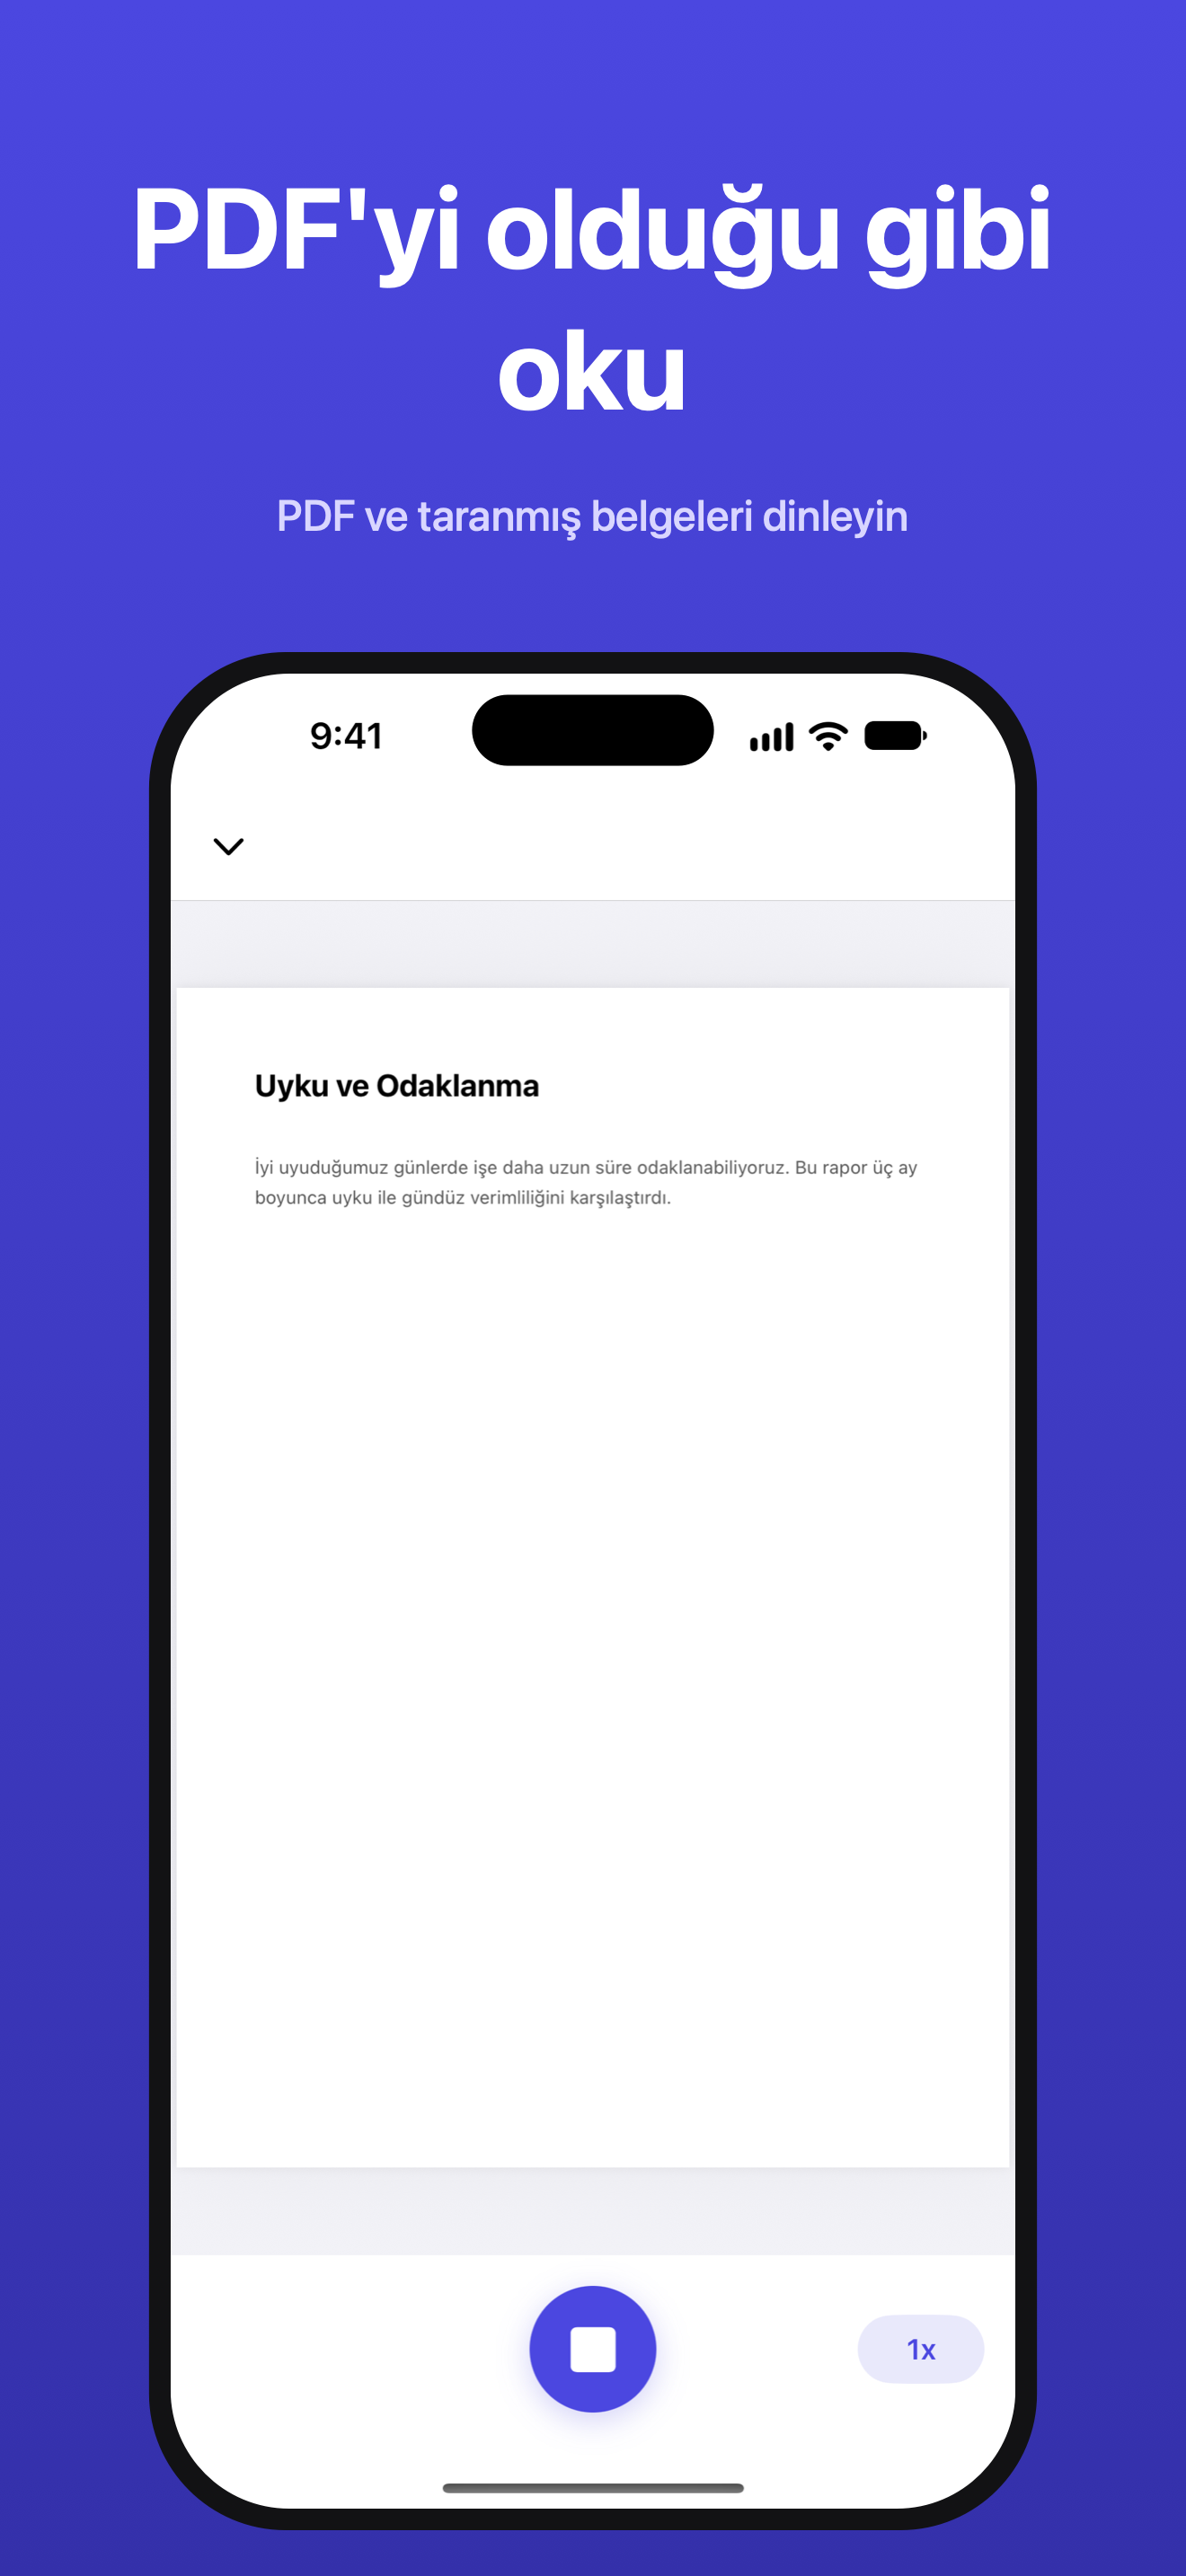 PDF'yi olduğu gibi
oku
PDF ve taranmış belgeleri dinleyin
9:41
Uyku ve Odaklanma
İyi uyuduğumuz günlerde işe daha uzun süre odaklanabiliyoruz. Bu rapor üç ay
boyunca uyku ile gündüz verimliliğini karşılaştırdı.
1x